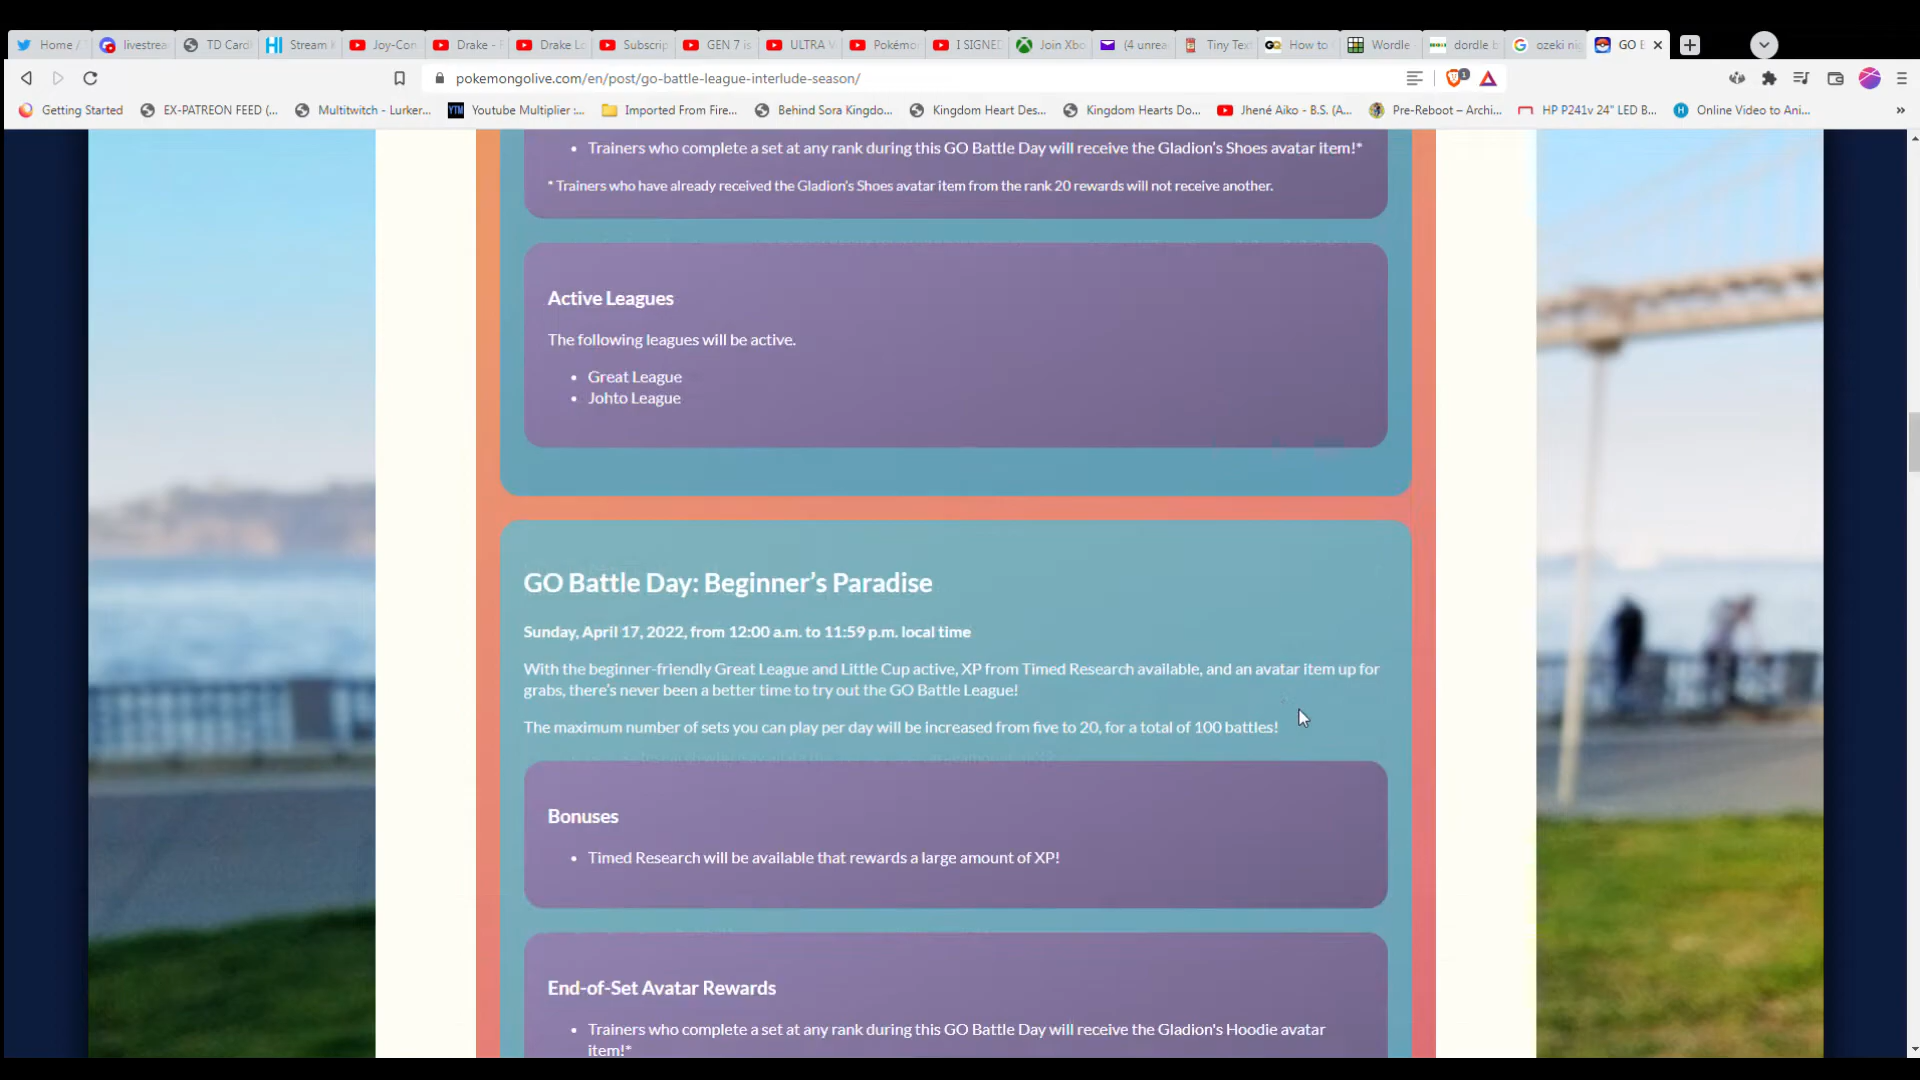 Home /
livestrea
TD Card
Stream
Joy-Con
Drake -
Drake Lo
Subscrip
GEN 7 is
ULTRA
Pokémo
I SIGNE
Join Xbo
(4 unrea
Tiny Tex
How to
Wordle
dordle
ozeki ni
GO
pokemongolive.com/en/post/go-battle-league-interlude-season/
1
Getting Started
EX-PATREON FEED (...
Multitwitch - Lurker...
YTM
Youtube Multiplier :...
Imported From Fire...
Behind Sora Kingdo...
Kingdom Heart Des...
Kingdom Hearts Do...
Jhené Aiko - B.S. (A...
Pre-Reboot – Archi...
HP P241v 24" LED B...
Online Video to Ani...
»
• Trainers who complete a set at any rank during this GO Battle Day will receive the Gladion’s Shoes avatar item!*
* Trainers who have already received the Gladion’s Shoes avatar item from the rank 20 rewards will not receive another.
Active Leagues
The following leagues will be active.
• Great League
• Johto League
GO Battle Day: Beginner’s Paradise
Sunday, April 17, 2022, from 12:00 a.m. to 11:59 p.m. local time
With the beginner-friendly Great League and Little Cup active, XP from Timed Research available, and an avatar item up for
grabs, there’s never been a better time to try out the GO Battle League!
The maximum number of sets you can play per day will be increased from five to 20, for a total of 100 battles!
Bonuses
• Timed Research will be available that rewards a large amount of XP!
End-of-Set Avatar Rewards
• Trainers who complete a set at any rank during this GO Battle Day will receive the Gladion's Hoodie avatar
item!*